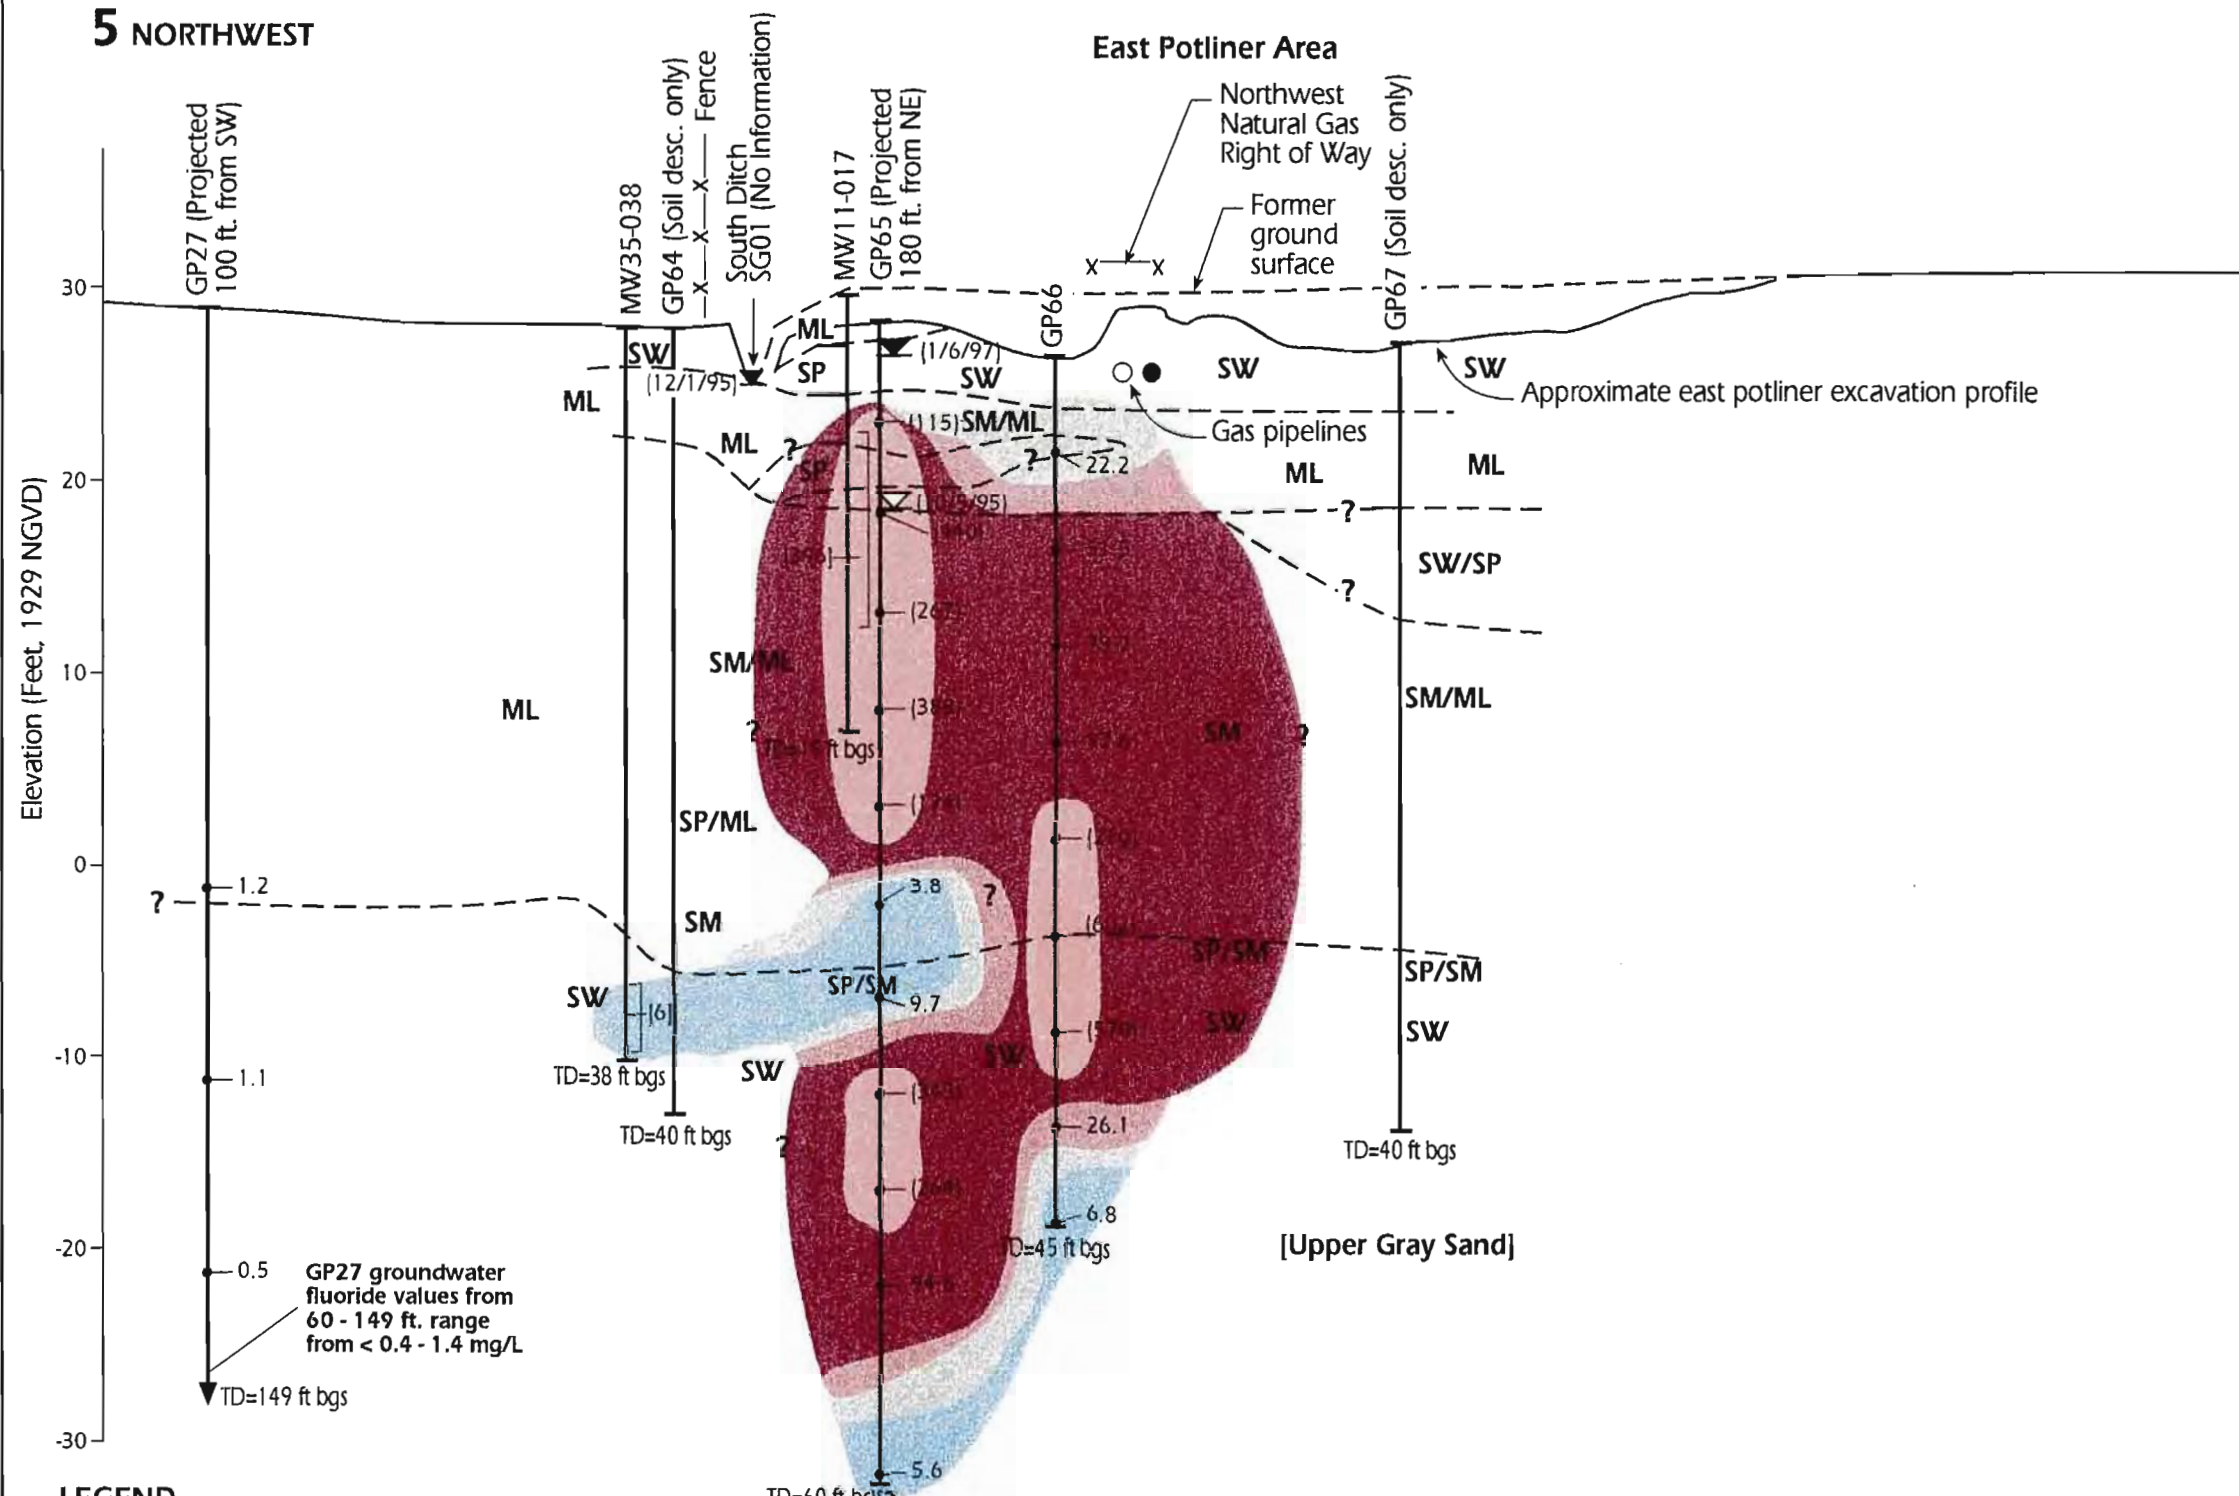 5 NORTHWEST
East Potliner Area
GP27 (Projected
100 ft. from SW)
MW35-038
GP64 (Soil desc. only)
—x—x—x— Fence
South Ditch
SG01 (No Information)
MW11-017
GP65 (Projected
180 ft. from NE)
Northwest
Natural Gas
Right of Way
x x
Former
ground
surface
GP66
GP67 (Soil desc. only)
Elevation (Feet, 1929 NGVD)
30
20
10
0
-10
-20
-30
SW
(12/1/95)
ML
ML
ML
SP
(1/6/97)
SW
SW
SW
Approximate east potliner excavation profile
Gas pipelines
(115)
SM/ML
?
SP
?
22.2
ML
ML
?
SW/SP
?
(267)
SM/ML
SM/ML
ML
?
SM
?
ft bgs
SP/ML
1.2
?
3.8
?
SM
SP/SM
SP/SM
SP/SM
9.7
SW
[6]
SW
SW
SW
SW
TD=38 ft bgs
1.1
TD=40 ft bgs
?
26.1
TD=40 ft bgs
6.8
TD=45 ft bgs
[Upper Gray Sand]
0.5
GP27 groundwater
fluoride values from
60 - 149 ft. range
from < 0.4 - 1.4 mg/L
TD=149 ft bgs
5.6
TD=60 ft bgs
?
LEGEND